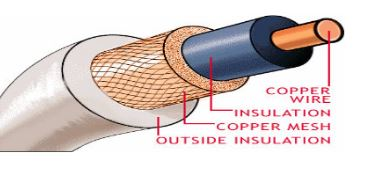 COPPER
WIRE
INSULATION
COPPER MESH
OUTSIDE INSULATION